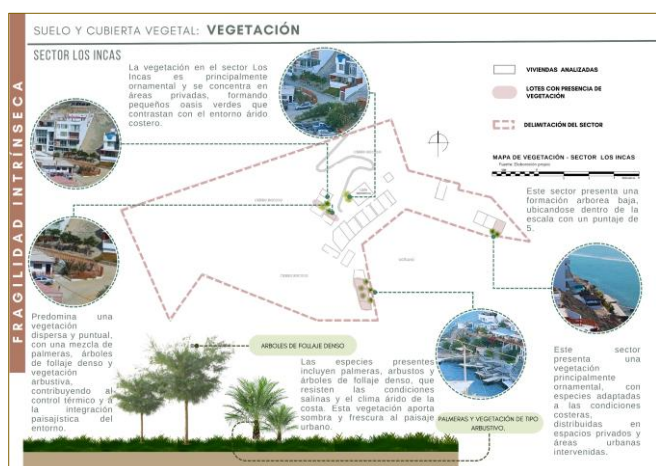 SUELO Y CUBIERTA VEGETAL: VEGETACIÓN
SECTOR LOS INCAS
FRAGILIDAD INTRÍNSECA
La vegetación en el sector Los
Incas es principalmente
ornamental y se concentra en
áreas privadas, formando
pequeños oasis verdes que
contrastan con el entorno árido
costero.
VIVIENDAS ANALIZADAS
LOTES CON PRESENCIA DE
VEGETACIÓN
DELIMITACIÓN DEL SECTOR
MAPA DE VEGETACIÓN - SECTOR LOS INCAS
Fuente: Elaboración propia
Este sector presenta una
formación arborea baja,
ubicandose dentro de la
escala con un puntaje de
5.
Predomina una
vegetación
dispersa y puntual,
con una mezcla de
palmeras, árboles
de follaje denso y
vegetación
arbustiva,
contribuyendo al
control térmico y a
la integración
paisajística del
entorno.
ARBOLES DE FOLLAJE DENSO
Las especies presentes
incluyen palmeras, arbustos y
árboles de follaje denso, que
resisten las condiciones
salinas y el clima árido de la
costa. Esta vegetación aporta
sombra y frescura al paisaje
urbano.
PALMERAS Y VEGETACIÓN DE TIPO
ARBUSTIVO.
Este sector
presenta una
vegetación
principalmente
ornamental, con
especies adaptadas
a las condiciones
costeras,
distribuidas en
espacios privados y
áreas urbanas
intervenidas.